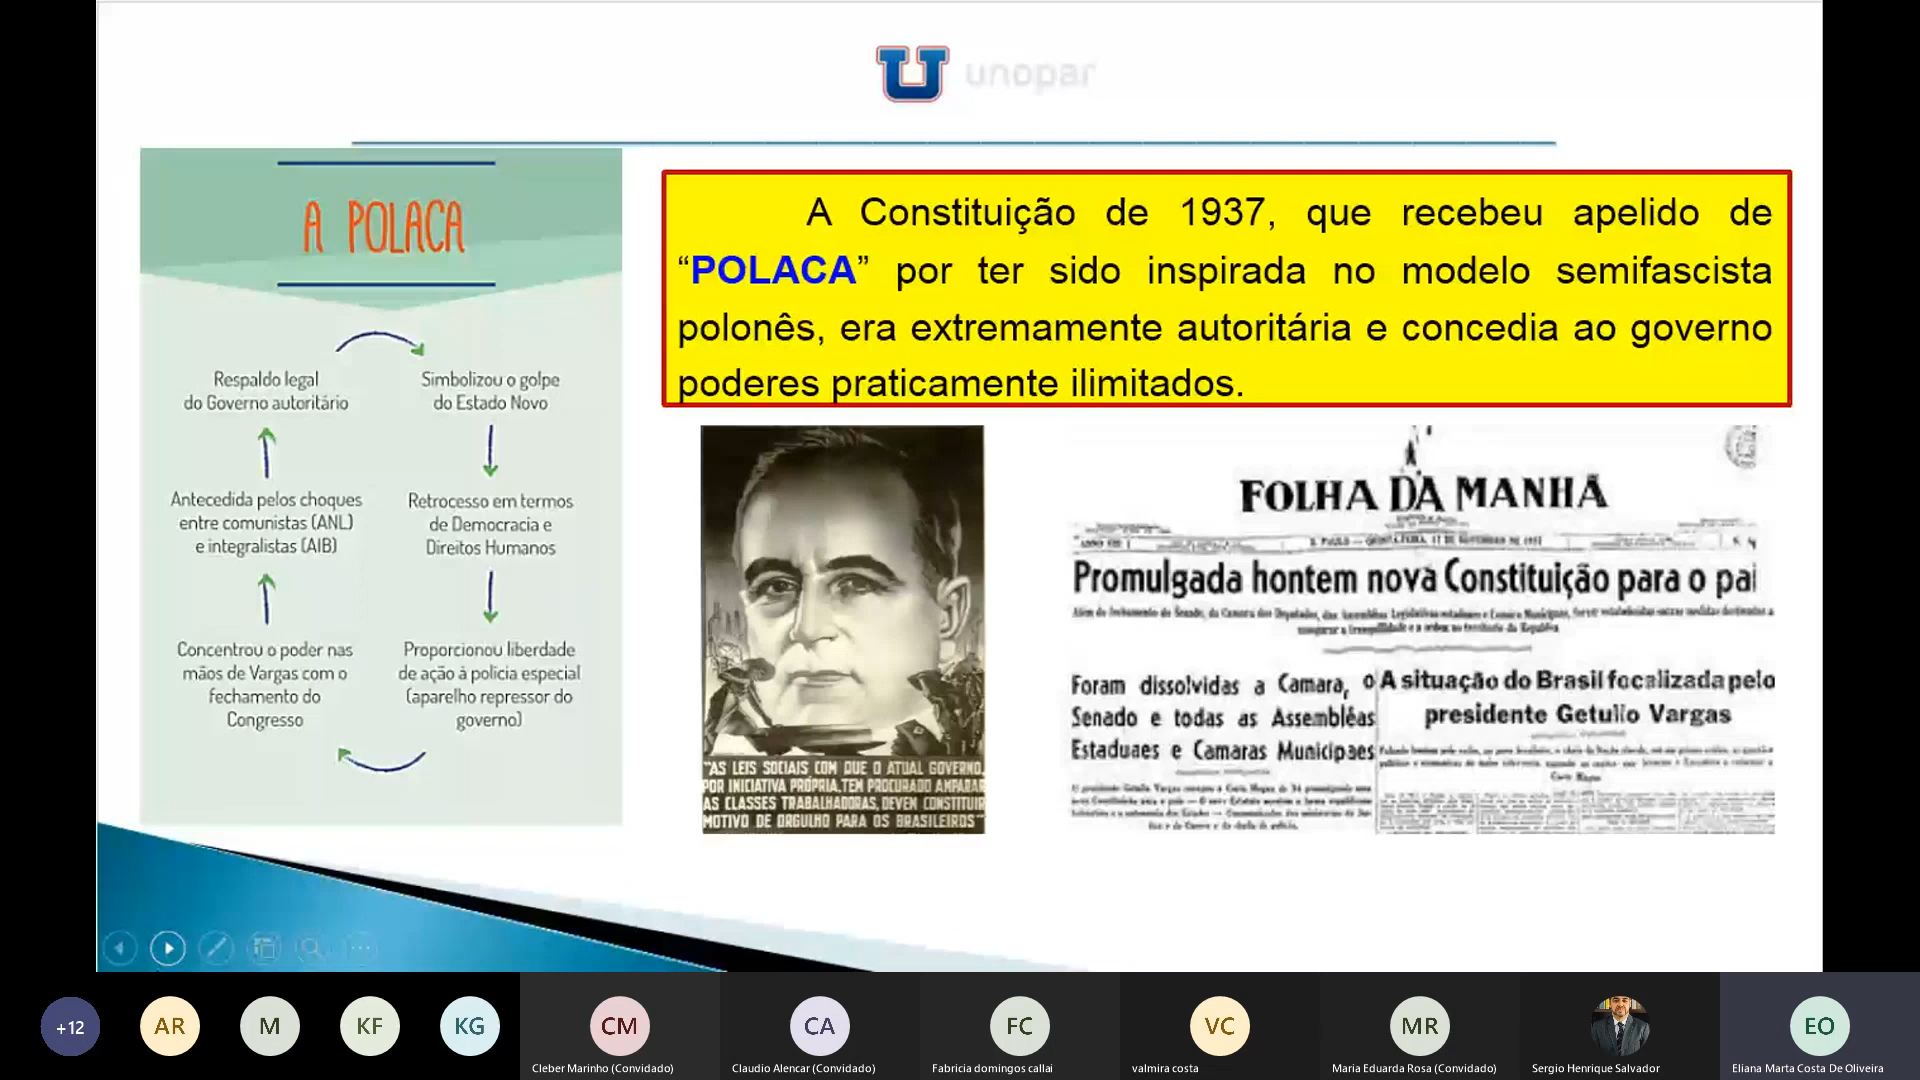 unopar
A POLACA
Respaldo legal
do Governo autoritário
Simbolizou o golpe
do Estado Novo
Antecedida pelos choques
entre comunistas (ANL)
e integralistas (AIB)
Retrocesso em termos
de Democracia e
Direitos Humanos
Concentrou o poder nas
mãos de Vargas com o
fechamento do
Congresso
Proporcionou liberdade
de ação à polícia especial
(aparelho repressor do
governo)
A Constituição de 1937, que recebeu apelido de
“POLACA” por ter sido inspirada no modelo semifascista
polonês, era extremamente autoritária e concedia ao governo
poderes praticamente ilimitados.
"AS LEIS SOCIAIS COM QUE O ATUAL GOVERNO,
POR INICIATIVA PRÓPRIA, TEM PROCURADO AMPARAR
AS CLASSES TRABALHADORAS, DEVEM CONSTITUIR
MOTIVO DE ORGULHO PARA OS BRASILEIROS"
FOLHA DA MANHÃ
Promulgada hontem nova Constituição para o pai
Foram dissolvidas a Camara, o
Senado e todas as Assembléas
Estaduaes e Camaras Municipaes
A situação do Brasil focalizada pelo
presidente Getulio Vargas
+12
AR
M
KF
KG
CM
CA
FC
VC
MR
EO
Cleber Marinho (Convidado)
Claudio Alencar (Convidado)
Fabricia domingos callai
valmira costa
Maria Eduarda Rosa (Convidado)
Sergio Henrique Salvador
Eliana Marta Costa De Oliveira